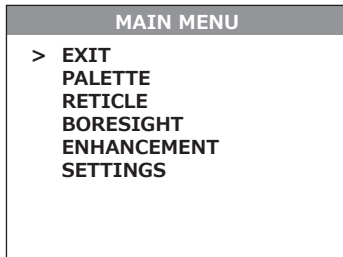 MAIN MENU
> EXIT
PALETTE
RETICLE
BORESIGHT
ENHANCEMENT
SETTINGS